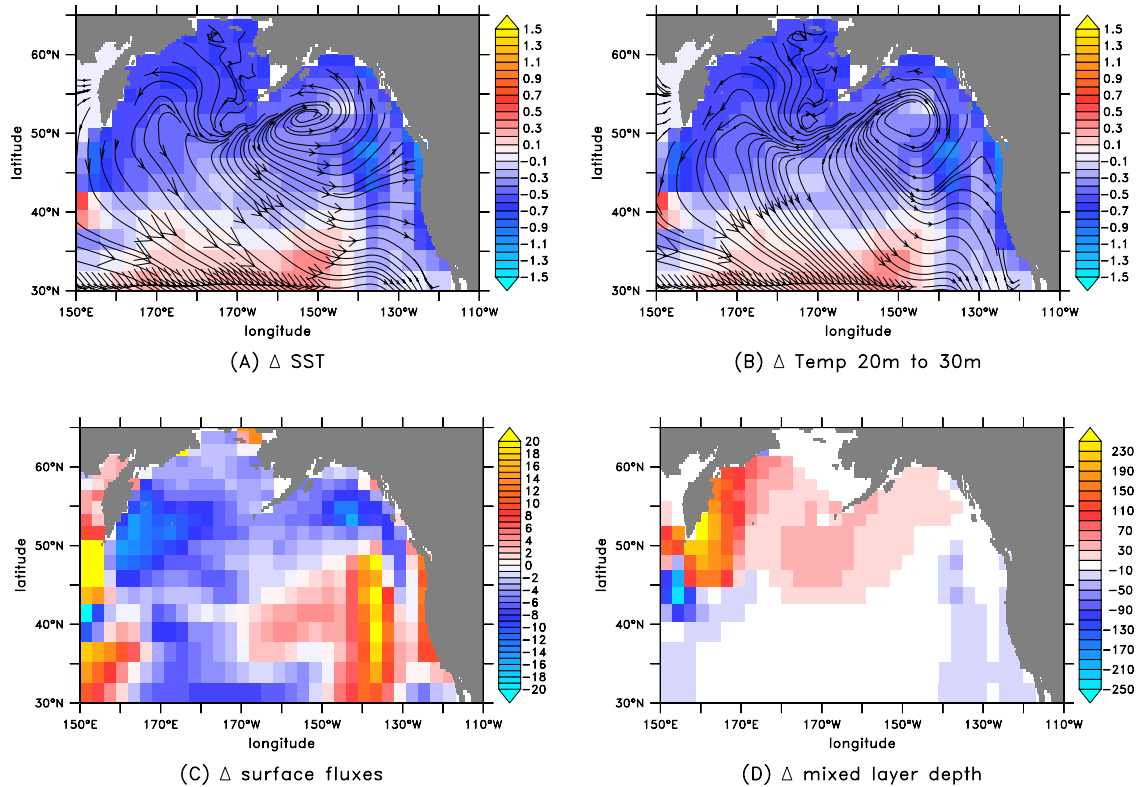 60°N
50°N
40°N
30°N
latitude
150°E
170°E
170°W
150°W
130°W
110°W
longitude
1.5
1.3
1.1
0.9
0.7
0.5
0.3
0.1
−0.1
−0.3
−0.5
−0.7
−0.9
−1.1
−1.3
−1.5
(A) Δ SST
60°N
50°N
40°N
30°N
latitude
150°E
170°E
170°W
150°W
130°W
110°W
longitude
1.5
1.3
1.1
0.9
0.7
0.5
0.3
0.1
−0.1
−0.3
−0.5
−0.7
−0.9
−1.1
−1.3
−1.5
(B) Δ Temp 20m to 30m
60°N
50°N
40°N
30°N
latitude
150°E
170°E
170°W
150°W
130°W
110°W
longitude
20
18
16
14
12
10
8
6
4
2
0
−2
−4
−6
−8
−10
−12
−14
−16
−18
−20
(C) Δ surface fluxes
60°N
50°N
40°N
30°N
latitude
150°E
170°E
170°W
150°W
130°W
110°W
longitude
230
190
150
110
70
30
−10
−50
−90
−130
−170
−210
−250
(D) Δ mixed layer depth